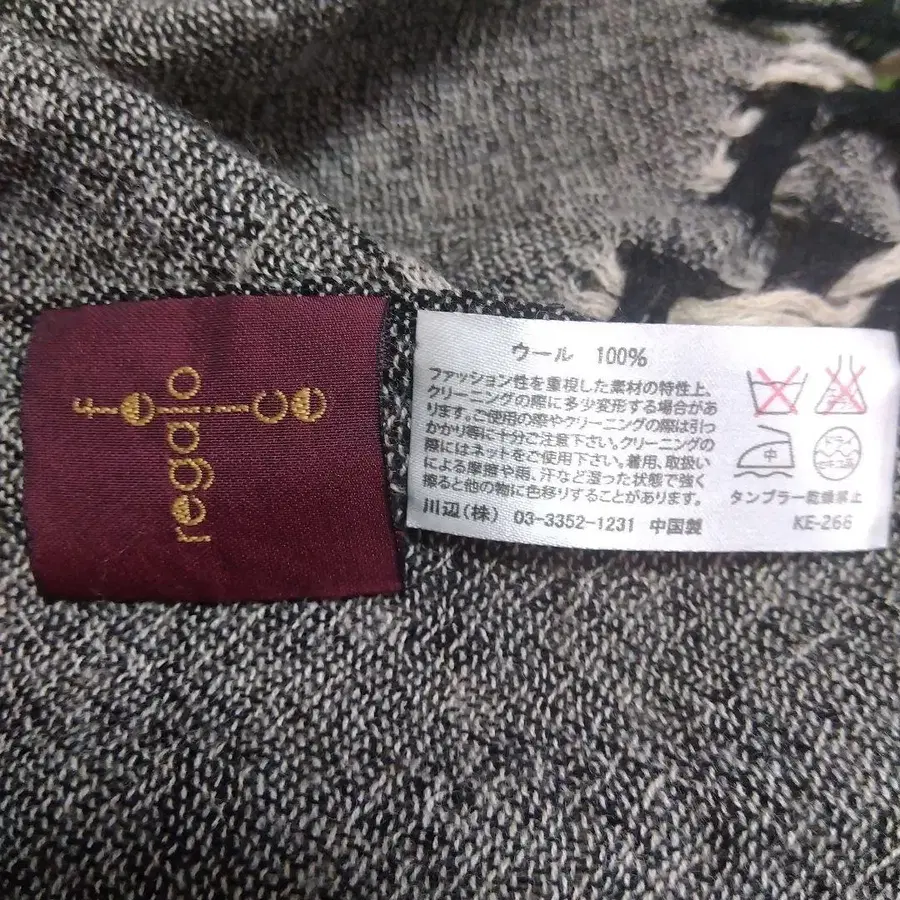 felice
regalo
ウール 100%
ファッション性を重視した素材の特性上、
クリーニングの際に多少変形する場合があ
ります。ご使用の際やクリーニングの際は引っ
かかり等に十分ご注意下さい。クリーニングの
際にはネットをご使用下さい。着用、取扱い
による摩擦や雨、汗など湿った状態で強く
擦ると他の物に色移りすることがあります。
川辺(株) 03-3352-1231 中国製
中
ドライ
セキユ系
タンブラー乾燥禁止
KE-266